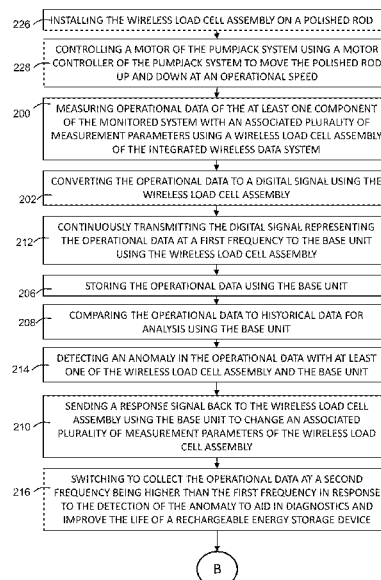 226
INSTALLING THE WIRELESS LOAD CELL ASSEMBLY ON A POLISHED ROD
228
CONTROLLING A MOTOR OF THE PUMPJACK SYSTEM USING A MOTOR
CONTROLLER OF THE PUMPJACK SYSTEM TO MOVE THE POLISHED ROD
UP AND DOWN AT AN OPERATIONAL SPEED
200
MEASURING OPERATIONAL DATA OF THE AT LEAST ONE COMPONENT
OF THE MONITORED SYSTEM WITH AN ASSOCIATED PLURALITY OF
MEASUREMENT PARAMETERS USING A WIRELESS LOAD CELL ASSEMBLY
OF THE INTEGRATED WIRELESS DATA SYSTEM
202
CONVERTING THE OPERATIONAL DATA TO A DIGITAL SIGNAL USING THE
WIRELESS LOAD CELL ASSEMBLY
212
CONTINUOUSLY TRANSMITTING THE DIGITAL SIGNAL REPRESENTING
THE OPERATIONAL DATA AT A FIRST FREQUENCY TO THE BASE UNIT
USING THE WIRELESS LOAD CELL ASSEMBLY
206
STORING THE OPERATIONAL DATA USING THE BASE UNIT
208
COMPARING THE OPERATIONAL DATA TO HISTORICAL DATA FOR
ANALYSIS USING THE BASE UNIT
214
DETECTING AN ANOMALY IN THE OPERATIONAL DATA WITH AT LEAST
ONE OF THE WIRELESS LOAD CELL ASSEMBLY AND THE BASE UNIT
210
SENDING A RESPONSE SIGNAL BACK TO THE WIRELESS LOAD CELL
ASSEMBLY USING THE BASE UNIT TO CHANGE AN ASSOCIATED
PLURALITY OF MEASUREMENT PARAMETERS OF THE WIRELESS LOAD
CELL ASSEMBLY
216
SWITCHING TO COLLECT THE OPERATIONAL DATA AT A SECOND
FREQUENCY BEING HIGHER THAN THE FIRST FREQUENCY IN RESPONSE
TO THE DETECTION OF THE ANOMALY TO AID IN DIAGNOSTICS AND
IMPROVE THE LIFE OF A RECHARGEABLE ENERGY STORAGE DEVICE
B